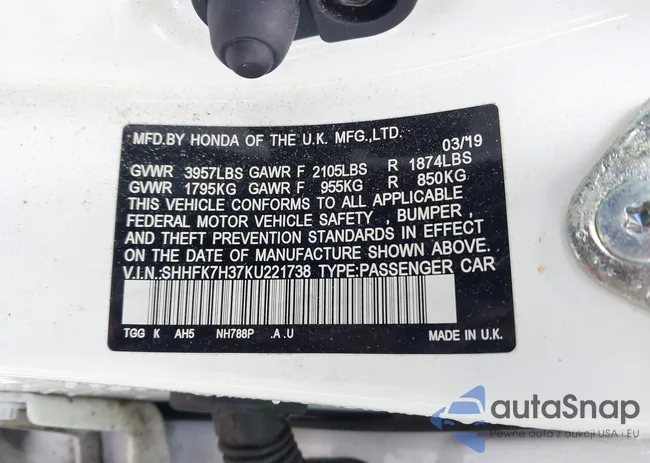 MFD.BY HONDA OF THE U.K. MFG.,LTD. 03/'19
GVWR 3957LBS GAWR F 2105LBS R 1874LBS
GVWR 1795KG GAWR F 955KG R 850KG
THIS VEHICLE CONFORMS TO ALL APPLICABLE
FEDERAL MOTOR VEHICLE SAFETY , BUMPER ,
AND THEFT PREVENTION STANDARDS IN EFFECT
ON THE DATE OF MANUFACTURE SHOWN ABOVE.
V.I.N.:SHHFK7H37KU221738 TYPE:PASSENGER CAR
TGG K AH5 NH788P .A .U MADE IN U.K.
autaSnap
Pewne auto z aukcji USA i EU